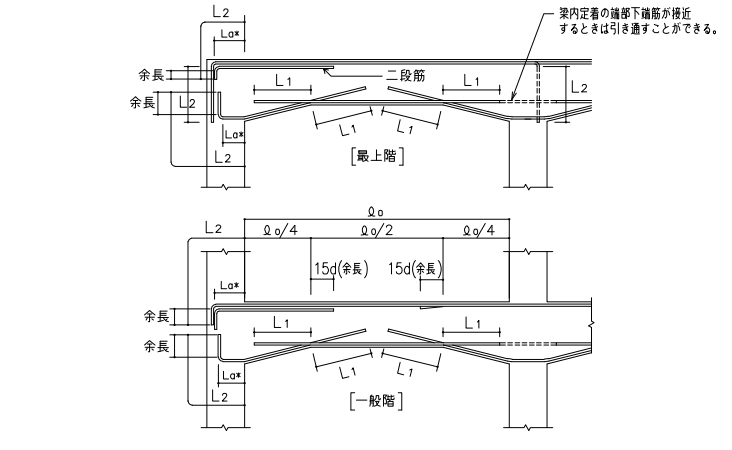 L2
La*
梁内定着の端部下端筋が接近
するときは引き通すことができる。
余長
二段筋
L1
L1
L2
余長
L2
La*
L1
L1
L2
[最上階]
ℓo
L2
ℓo/4
ℓo/2
ℓo/4
15d(余長)
15d(余長)
La*
余長
L1
L1
余長
La*
L1
L1
L2
[一般階]